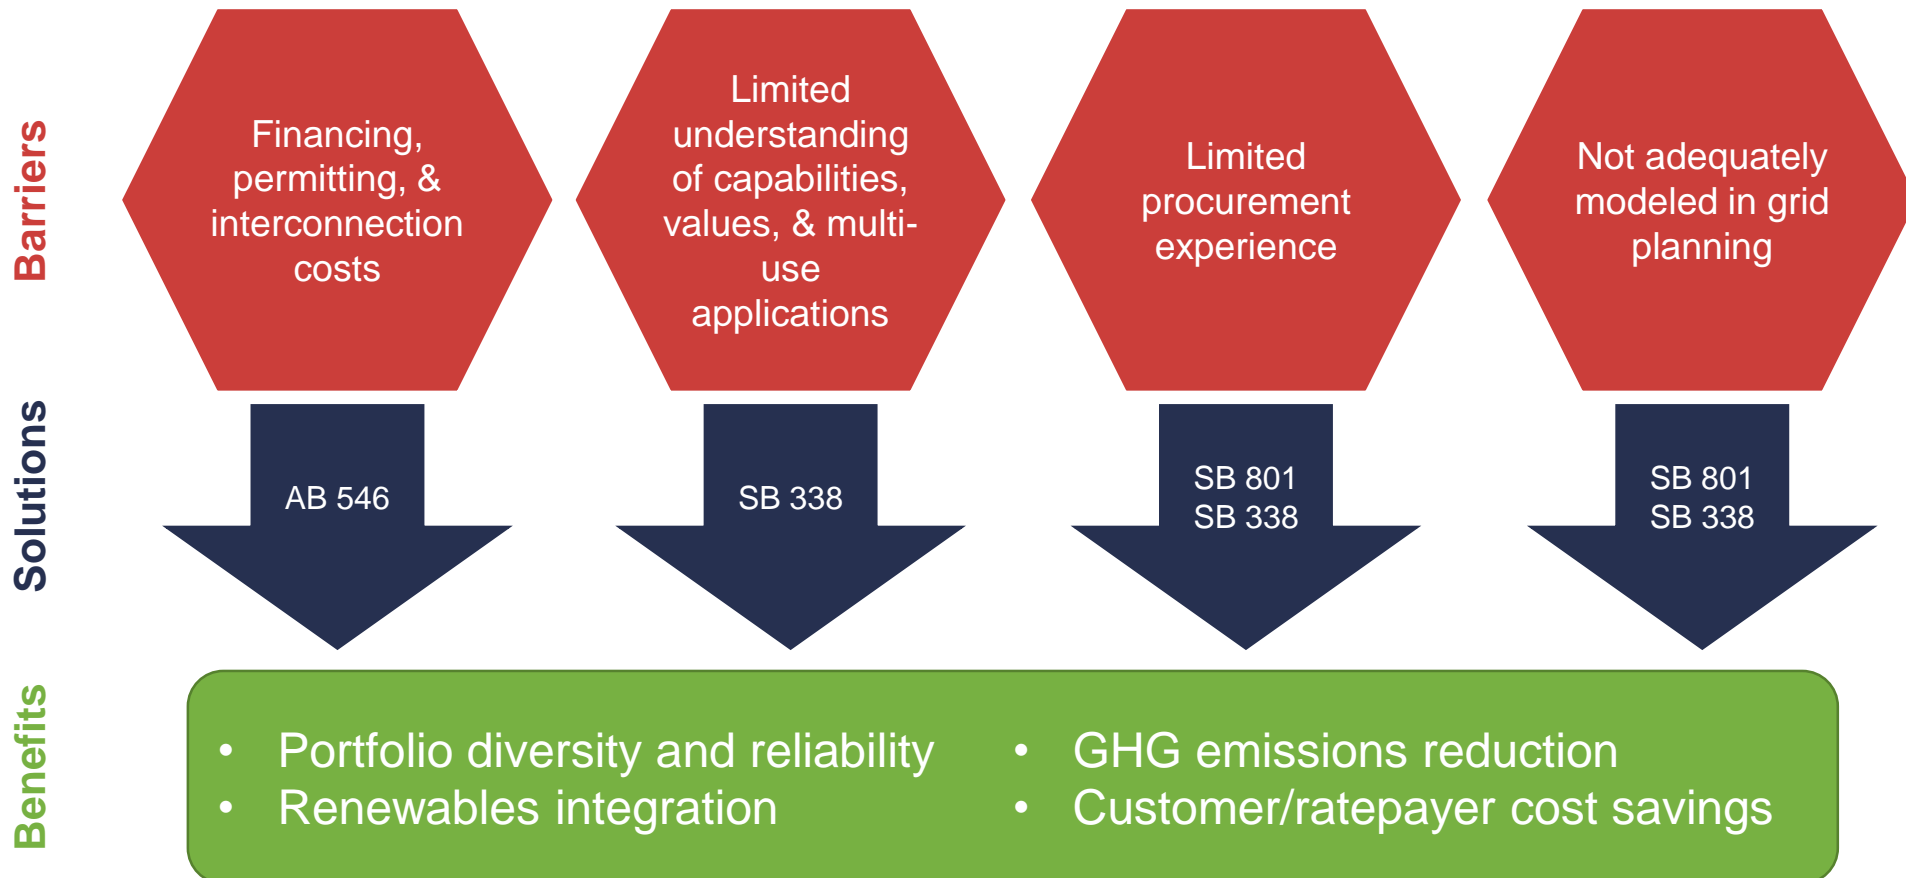 Barriers
Financing,
permitting, &
interconnection
costs
Limited
understanding
of capabilities,
values, & multi-
use
applications
Limited
procurement
experience
Not adequately
modeled in grid
planning
Solutions
AB 546
SB 338
SB 801
SB 338
SB 801
SB 338
Benefits
• Portfolio diversity and reliability
• Renewables integration
• GHG emissions reduction
• Customer/ratepayer cost savings